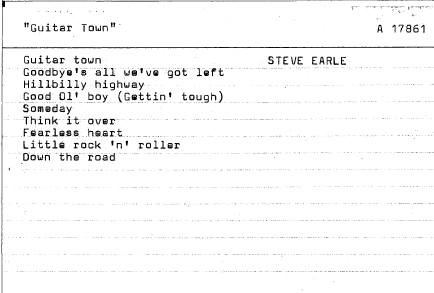 "Guitar Town" A 17861
Guitar town STEVE EARLE
Goodbye's all we've got left
Hillbilly highway
Good Ol' boy (Gettin' tough)
Someday
Think it over
Fearless heart
Little rock 'n' roller
Down the road